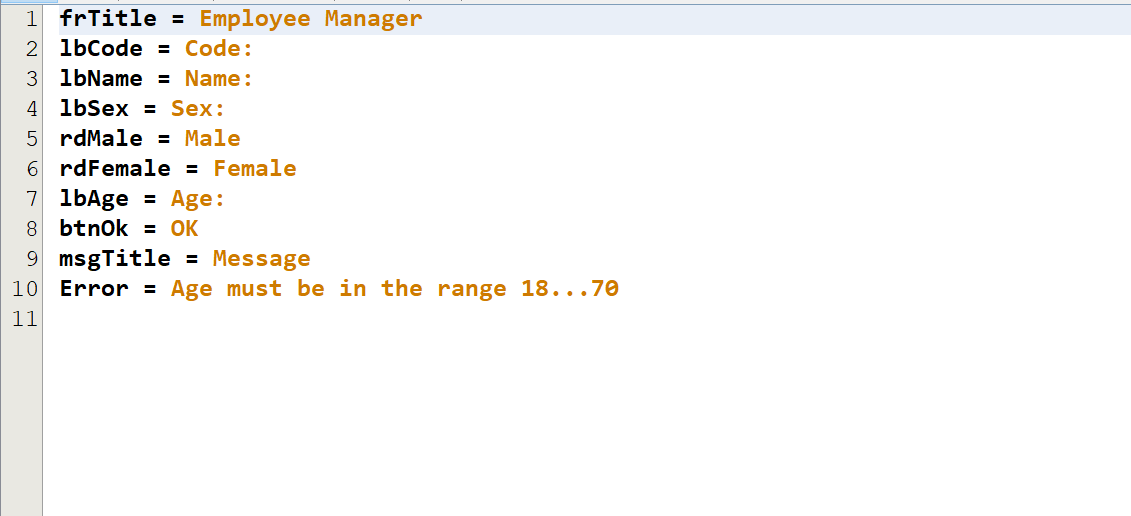 1 frTitle = Employee Manager
2 lbCode = Code:
3 lbName = Name:
4 lbSex = Sex:
5 rdMale = Male
6 rdFemale = Female
7 lbAge = Age:
8 btnOk = OK
9 msgTitle = Message
10 Error = Age must be in the range 18...70
11